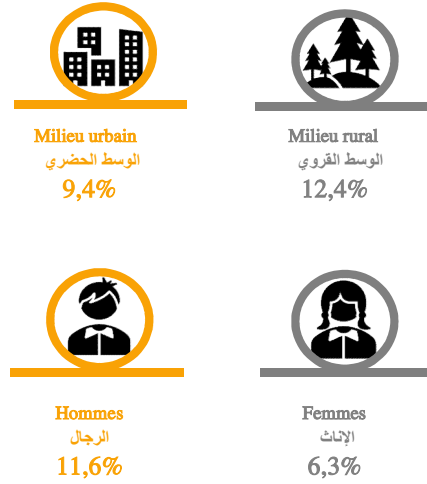 Milieu urbain
الوسط الحضري
9,4%
Milieu rural
الوسط القروي
12,4%
Hommes
الرجال
11,6%
Femmes
الإناث
6,3%